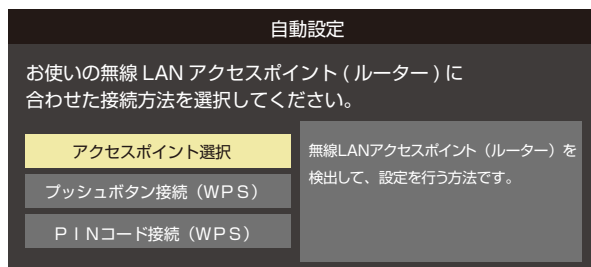 自動設定
お使いの無線 LAN アクセスポイント ( ルーター ) に
合わせた接続方法を選択してください。
アクセスポイント選択
プッシュボタン接続（ＷＰＳ）
ＰＩＮコード接続（ＷＰＳ）
無線LANアクセスポイント（ルーター）を
検出して、設定を行う方法です。